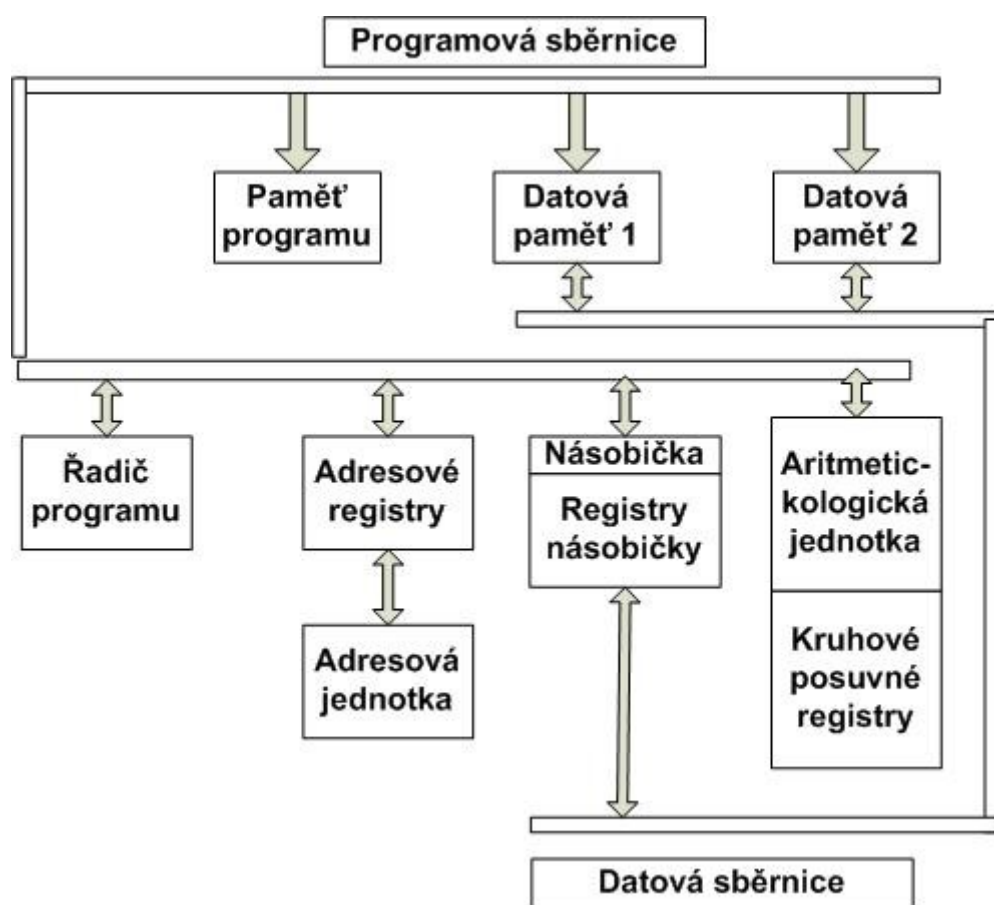 Programová sběrnice
Paměť
programu
Datová
paměť 1
Datová
paměť 2
Řadič
programu
Adresové
registry
Násobička
Registry
násobičky
Aritmetic-
kologická
jednotka
Adresová
jednotka
Kruhové
posuvné
registry
Datová sběrnice